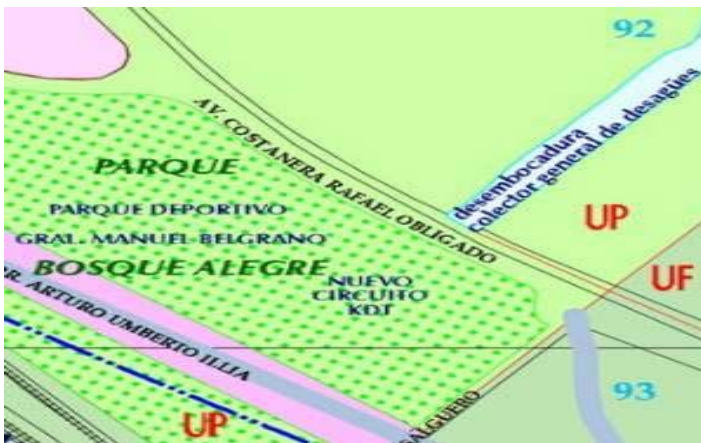 92
AV. COSTANERA RAFAEL OBLIGADO
desembocadura
colector general de desagües
PARQUE
PARQUE DEPORTIVO
GRAL. MANUEL BELGRANO
BOSQUE ALEGRE
NUEVO
CIRCUITO
KDT
UP
UF
R. ARTURO UMBERTO ILLIA
93
UP
SALGUERO